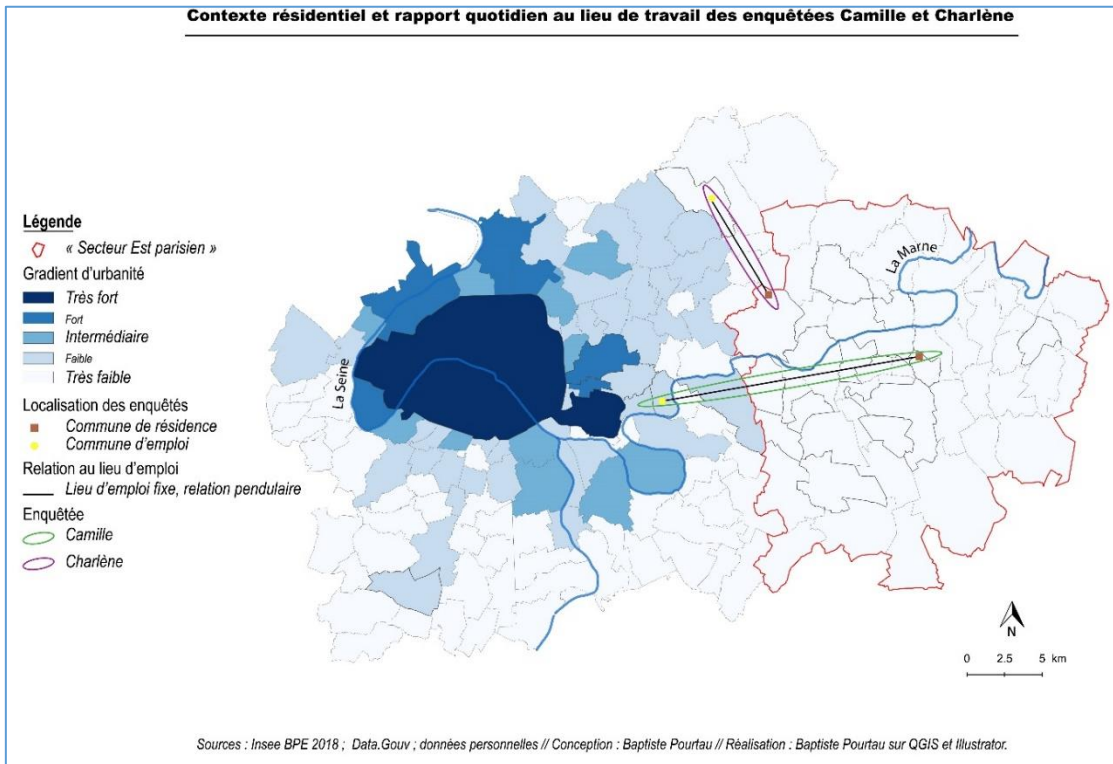 Contexte résidentiel et rapport quotidien au lieu de travail des enquêtées Camille et Charlène
Légende
« Secteur Est parisien »
Gradient d'urbanité
Très fort
Fort
Intermédiaire
Faible
Très faible
Localisation des enquêtés
Commune de résidence
Commune d'emploi
Relation au lieu d'emploi
Lieu d'emploi fixe, relation pendulaire
Enquêtée
Camille
Charlène
La Seine
La Marne
N
0 2.5 5 km
Sources : Insee BPE 2018 ; Data.Gouv ; données personnelles // Conception : Baptiste Pourtau // Réalisation : Baptiste Pourtau sur QGIS et Illustrator.